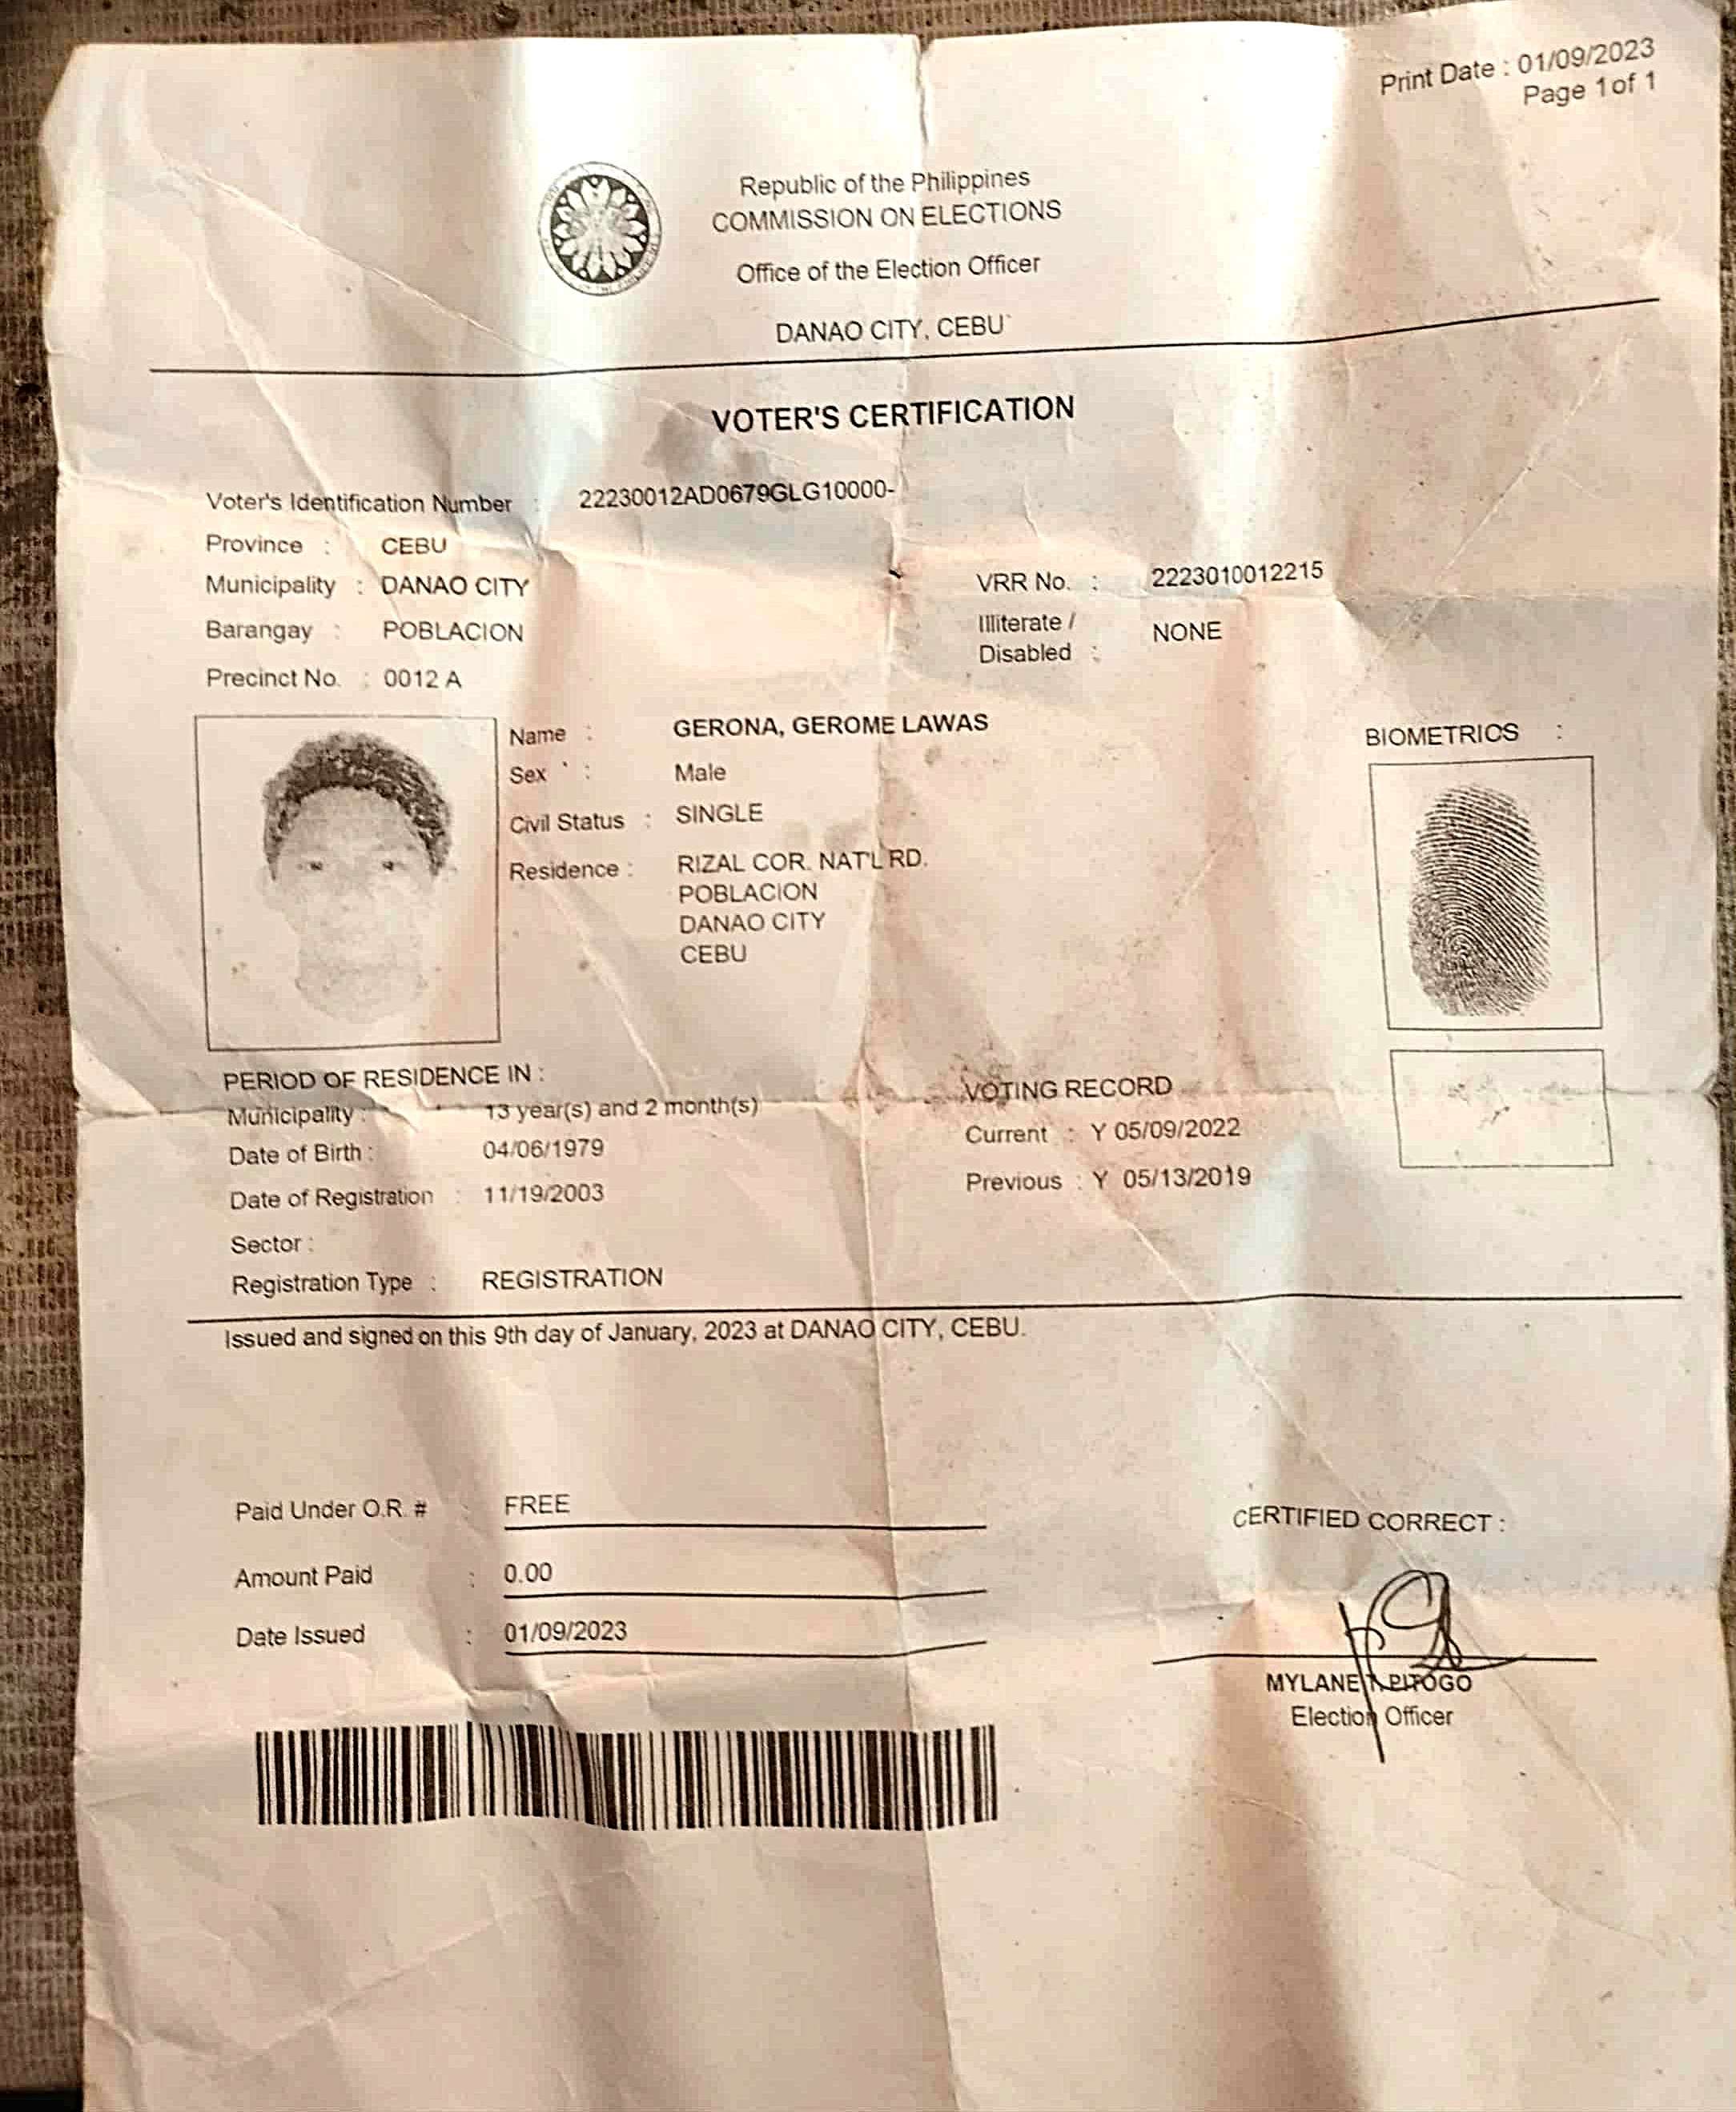 Print Date : 01/09/2023
Page 1 of 1
Republic of the Philippines
COMMISSION ON ELECTIONS
Office of the Election Officer
DANAO CITY, CEBU
VOTER'S CERTIFICATION
Voter's Identification Number : 22230012AD0679GLG10000-
Province : CEBU
Municipality : DANAO CITY
VRR No. : 2223010012215
Barangay : POBLACION
Illiterate /
Disabled : NONE
Precinct No. : 0012 A
Name : GERONA, GEROME LAWAS
Sex : Male
Civil Status : SINGLE
Residence : RIZAL COR. NAT'L RD.
POBLACION
DANAO CITY
CEBU
BIOMETRICS :
PERIOD OF RESIDENCE IN :
Municipality : 13 year(s) and 2 month(s)
Date of Birth : 04/06/1979
Date of Registration : 11/19/2003
Sector :
Registration Type : REGISTRATION
VOTING RECORD
Current : Y 05/09/2022
Previous : Y 05/13/2019
Issued and signed on this 9th day of January, 2023 at DANAO CITY, CEBU.
Paid Under O.R. # : FREE
Amount Paid : 0.00
Date Issued : 01/09/2023
CERTIFIED CORRECT :
MYLANE PITOGO
Election Officer